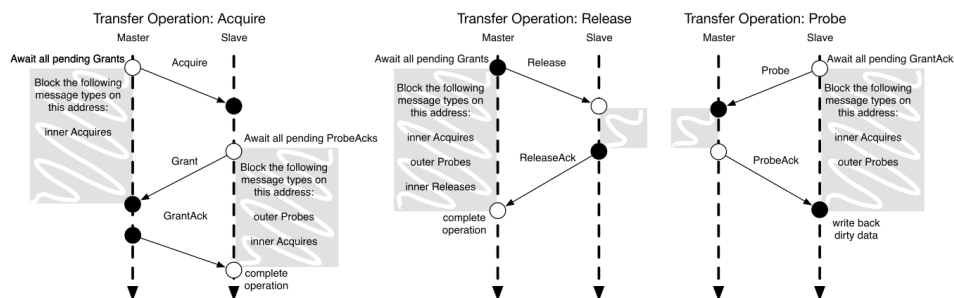 Transfer Operation: Acquire
Master
Slave
Await all pending Grants
Acquire
Block the following
message types on
this address:
inner Acquires
Await all pending ProbeAcks
Grant
Block the following
message types on
this address:
outer Probes
inner Acquires
GrantAck
complete
operation
Transfer Operation: Release
Master
Slave
Await all pending Grants
Release
Block the following
message types on
this address:
inner Acquires
outer Probes
inner Releases
ReleaseAck
complete
operation
Transfer Operation: Probe
Master
Slave
Await all pending GrantAck
Probe
Block the following
message types on
this address:
inner Acquires
outer Probes
ProbeAck
write back
dirty data